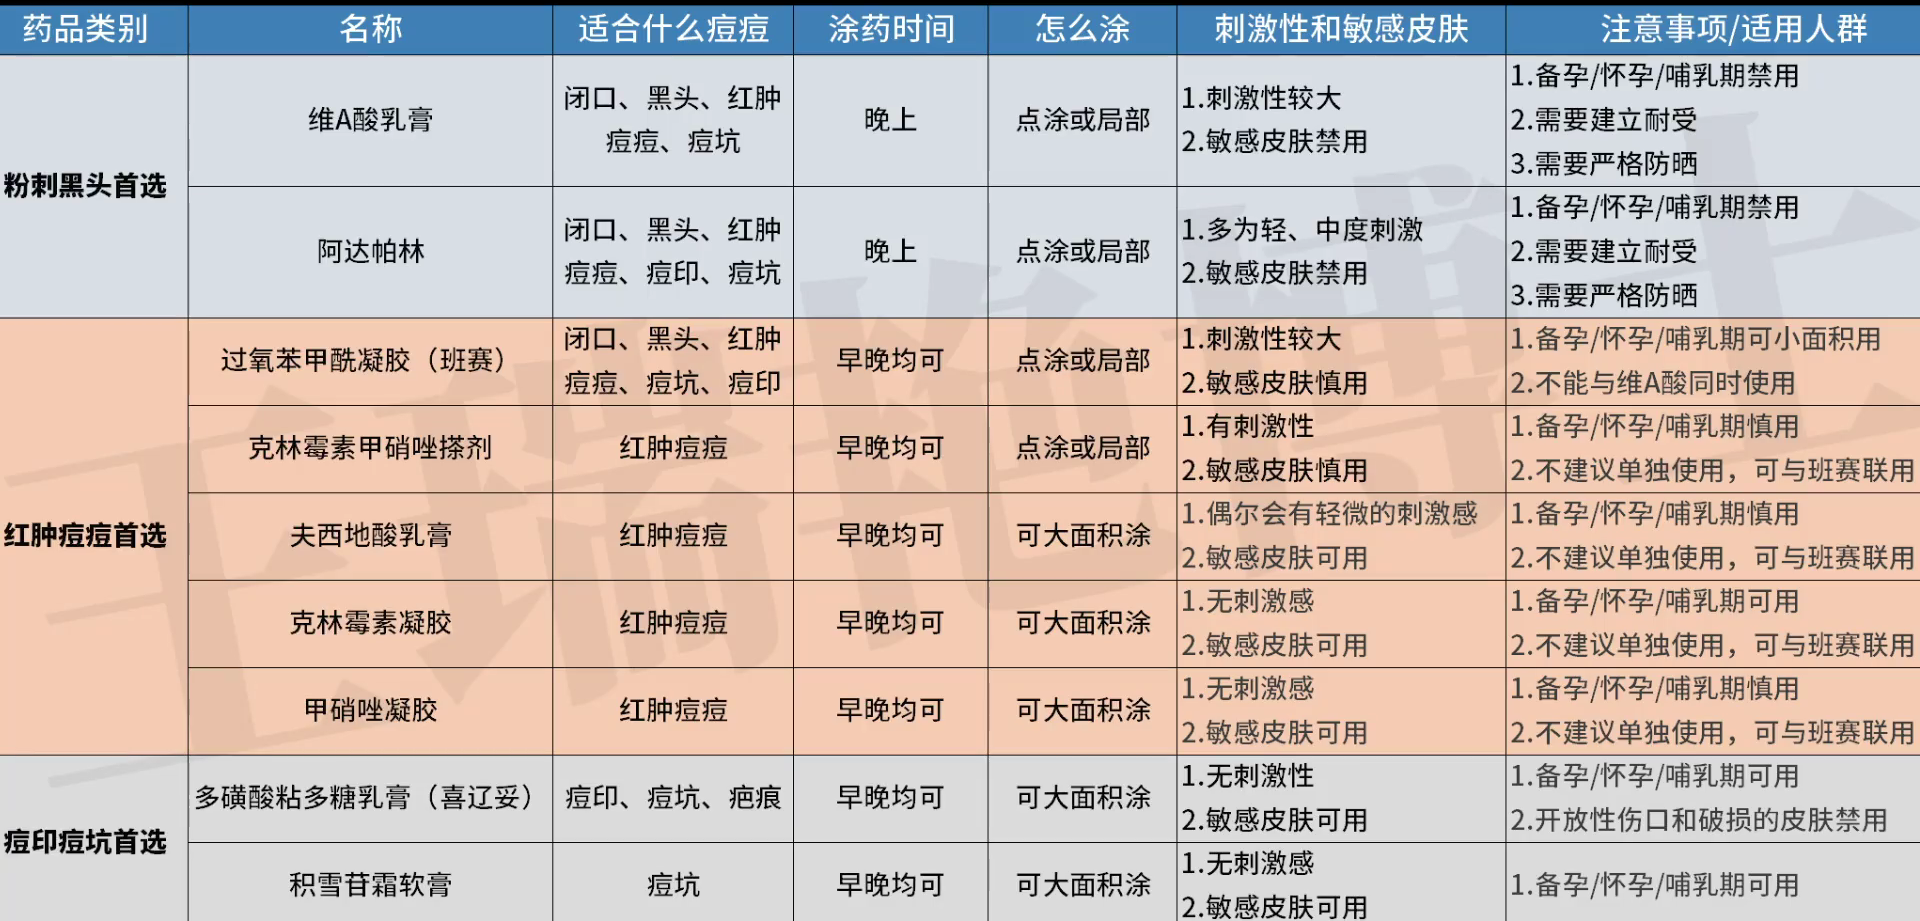 药品类别 名称 适合什么痘痘 涂药时间 怎么涂 刺激性和敏感皮肤 注意事项/适用人群
粉刺黑头首选
维A酸乳膏
闭口、黑头、红肿
痘痘、痘坑
晚上
点涂或局部
1.刺激性较大
2.敏感皮肤禁用
1.备孕/怀孕/哺乳期禁用
2.需要建立耐受
3.需要严格防晒
阿达帕林
闭口、黑头、红肿
痘痘、痘印、痘坑
晚上
点涂或局部
1.多为轻、中度刺激
2.敏感皮肤禁用
1.备孕/怀孕/哺乳期禁用
2.需要建立耐受
3.需要严格防晒
红肿痘痘首选
过氧苯甲酰凝胶（班赛）
闭口、黑头、红肿
痘痘、痘坑、痘印
早晚均可
点涂或局部
1.刺激性较大
2.敏感皮肤慎用
1.备孕/怀孕/哺乳期可小面积用
2.不能与维A酸同时使用
克林霉素甲硝唑搽剂
红肿痘痘
早晚均可
点涂或局部
1.有刺激性
2.敏感皮肤慎用
1.备孕/怀孕/哺乳期慎用
2.不建议单独使用，可与班赛联用
夫西地酸乳膏
红肿痘痘
早晚均可
可大面积涂
1.偶尔会有轻微的刺激感
2.敏感皮肤可用
1.备孕/怀孕/哺乳期慎用
2.不建议单独使用，可与班赛联用
克林霉素凝胶
红肿痘痘
早晚均可
可大面积涂
1.无刺激感
2.敏感皮肤可用
1.备孕/怀孕/哺乳期可用
2.不建议单独使用，可与班赛联用
甲硝唑凝胶
红肿痘痘
早晚均可
可大面积涂
1.无刺激感
2.敏感皮肤可用
1.备孕/怀孕/哺乳期慎用
2.不建议单独使用，可与班赛联用
痘印痘坑首选
多磺酸粘多糖乳膏（喜辽妥）
痘印、痘坑、疤痕
早晚均可
可大面积涂
1.无刺激性
2.敏感皮肤可用
1.备孕/怀孕/哺乳期可用
2.开放性伤口和破损的皮肤禁用
积雪苷霜软膏
痘坑
早晚均可
可大面积涂
1.无刺激感
2.敏感皮肤可用
1.备孕/怀孕/哺乳期可用
王瑞艳博士